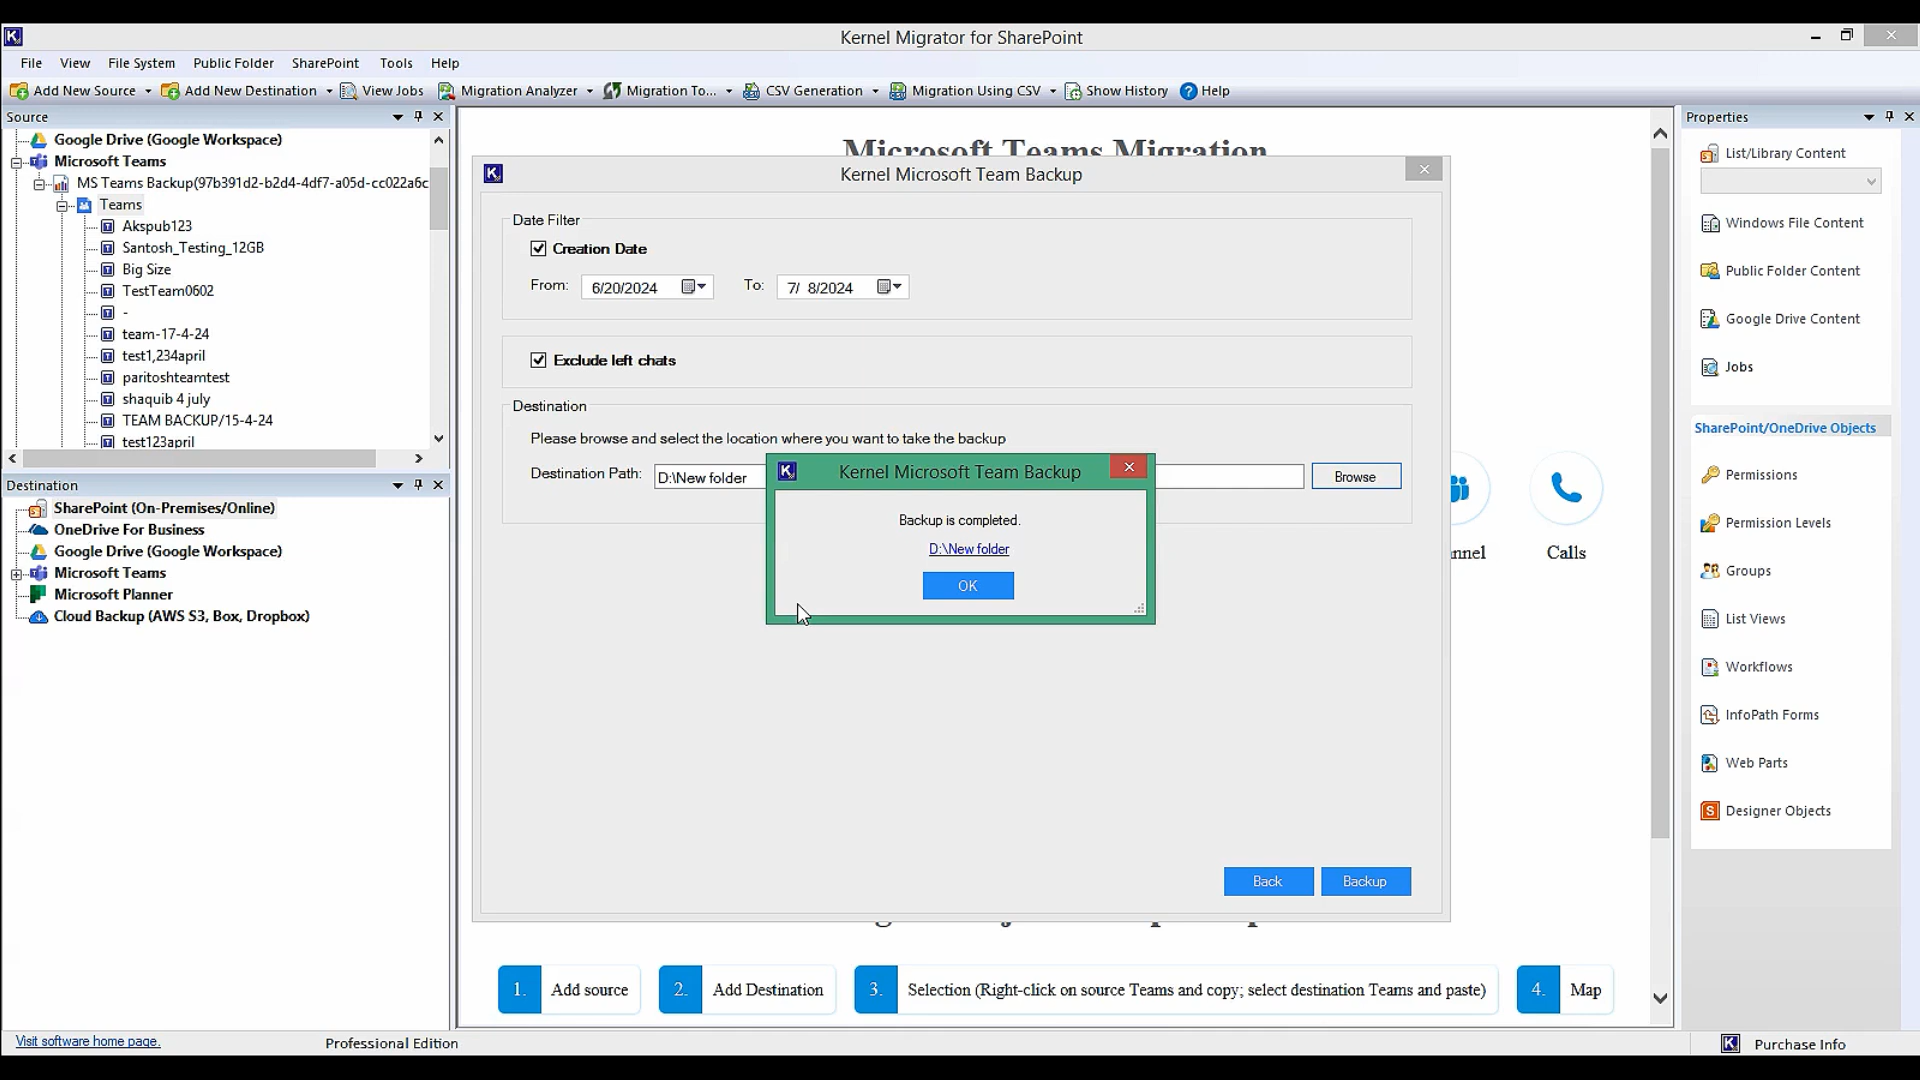 Kernel Migrator for SharePoint
File View File System Public Folder SharePoint Tools Help
Add New Source Add New Destination View Jobs Migration Analyzer Migration To... CSV Generation Migration Using CSV Show History Help
Source
Google Drive (Google Workspace)
Microsoft Teams
MS Teams Backup(97b391d2-b2d4-4df7-a05d-cc022a6c
Teams
Akspub123
Santosh_Testing_12GB
Big Size
TestTeam0602
-
team-17-4-24
test1,234april
paritoshteamtest
shaquib 4 july
TEAM BACKUP/15-4-24
test123april
Destination
SharePoint (On-Premises/Online)
OneDrive For Business
Google Drive (Google Workspace)
Microsoft Teams
Microsoft Planner
Cloud Backup (AWS S3, Box, Dropbox)
Microsoft Teams Migration
Kernel Microsoft Team Backup
Date Filter
Creation Date
From: 6/20/2024 To: 7/ 8/2024
Exclude left chats
Destination
Please browse and select the location where you want to take the backup
Destination Path: D:\New folder Browse
Kernel Microsoft Team Backup
Backup is completed.
D:\New folder
OK
nnel Calls
Back Backup
1. Add source 2. Add Destination 3. Selection (Right-click on source Teams and copy; select destination Teams and paste) 4. Map
Properties
List/Library Content
Windows File Content
Public Folder Content
Google Drive Content
Jobs
SharePoint/OneDrive Objects
Permissions
Permission Levels
Groups
List Views
Workflows
InfoPath Forms
Web Parts
Designer Objects
Visit software home page. Professional Edition Purchase Info